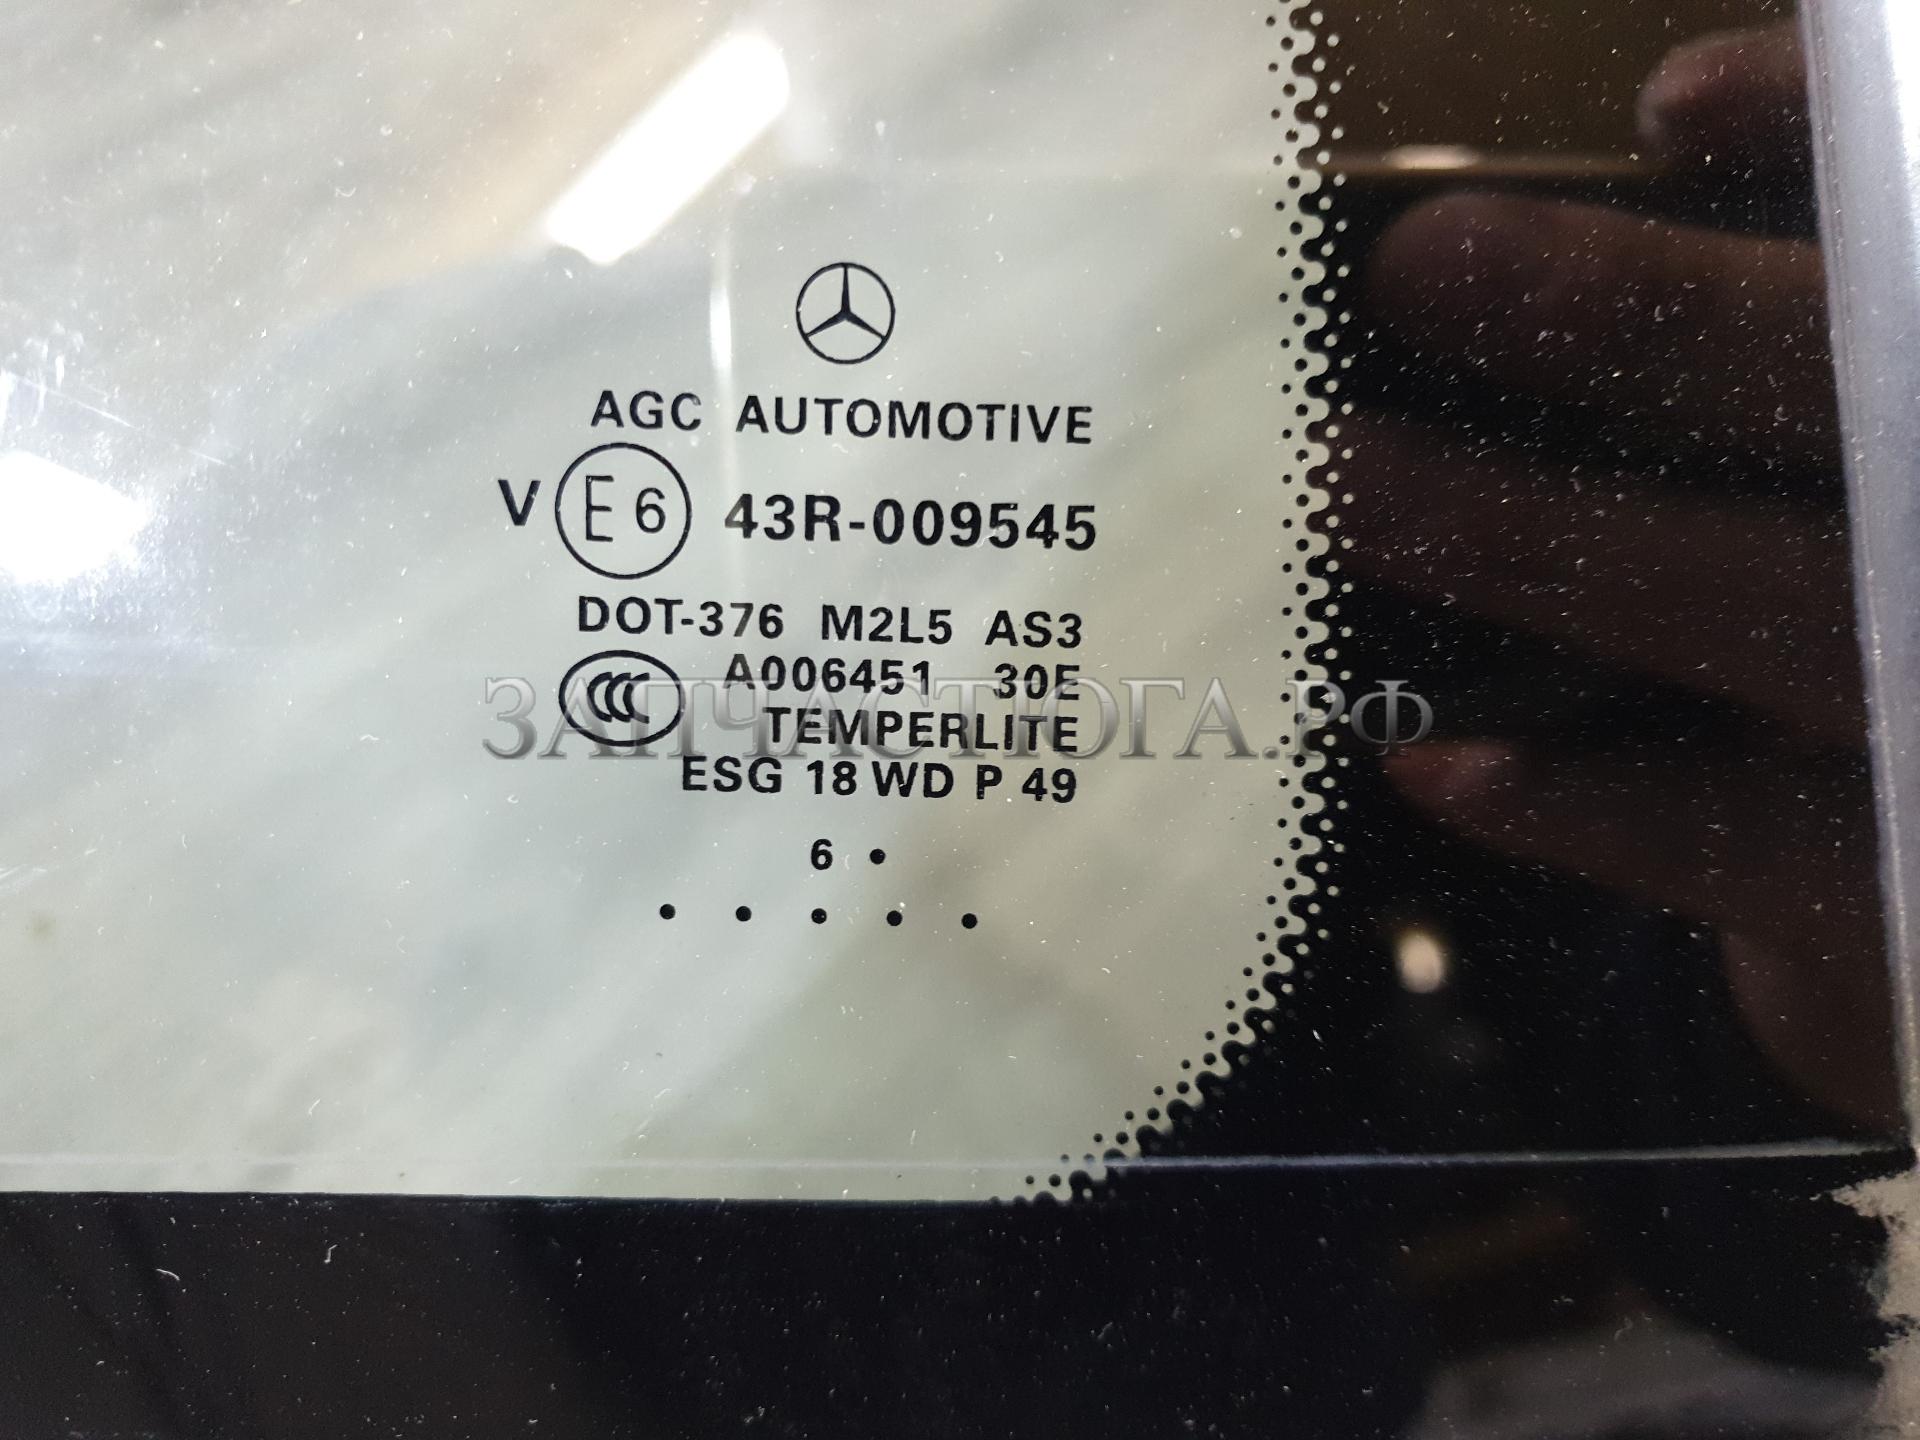 AGC AUTOMOTIVE
V E6 43R-009545
DOT-376 M2L5 AS3
CCC A006451 30E
ЗАПЧАСТЮГА.РФ
TEMPERLITE
ESG 18 WD P 49
6 •
• • • • •